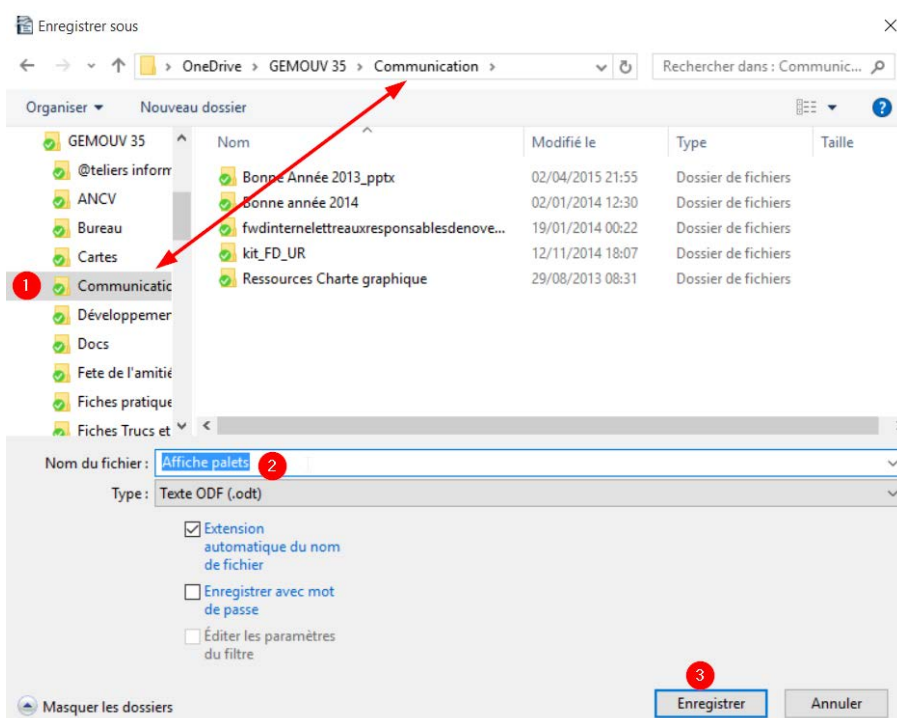 Enregistrer sous
OneDrive > GEMOUV 35 > Communication >
Rechercher dans : Communic...
Organiser
Nouveau dossier
?
GEMOUV 35
@teliers inform
ANCV
Bureau
Cartes
1
Communicatic
Développemer
Docs
Fete de l'amitié
Fiches pratique
Fiches Trucs et
Nom
Modifié le
Type
Taille
Bonne Année 2013_pptx
02/04/2015 21:55
Dossier de fichiers
Bonne année 2014
02/01/2014 12:30
Dossier de fichiers
fwdinternelettreauxresponsablesdenove...
19/01/2014 00:22
Dossier de fichiers
kit_FD_UR
12/11/2014 18:07
Dossier de fichiers
Ressources Charte graphique
29/08/2013 08:31
Dossier de fichiers
Nom du fichier : Affiche palets 2
Type : Texte ODF (.odt)
Extension
automatique du nom
de fichier
Enregistrer avec mot
de passe
Éditer les paramètres
du filtre
3
Masquer les dossiers
Enregistrer
Annuler